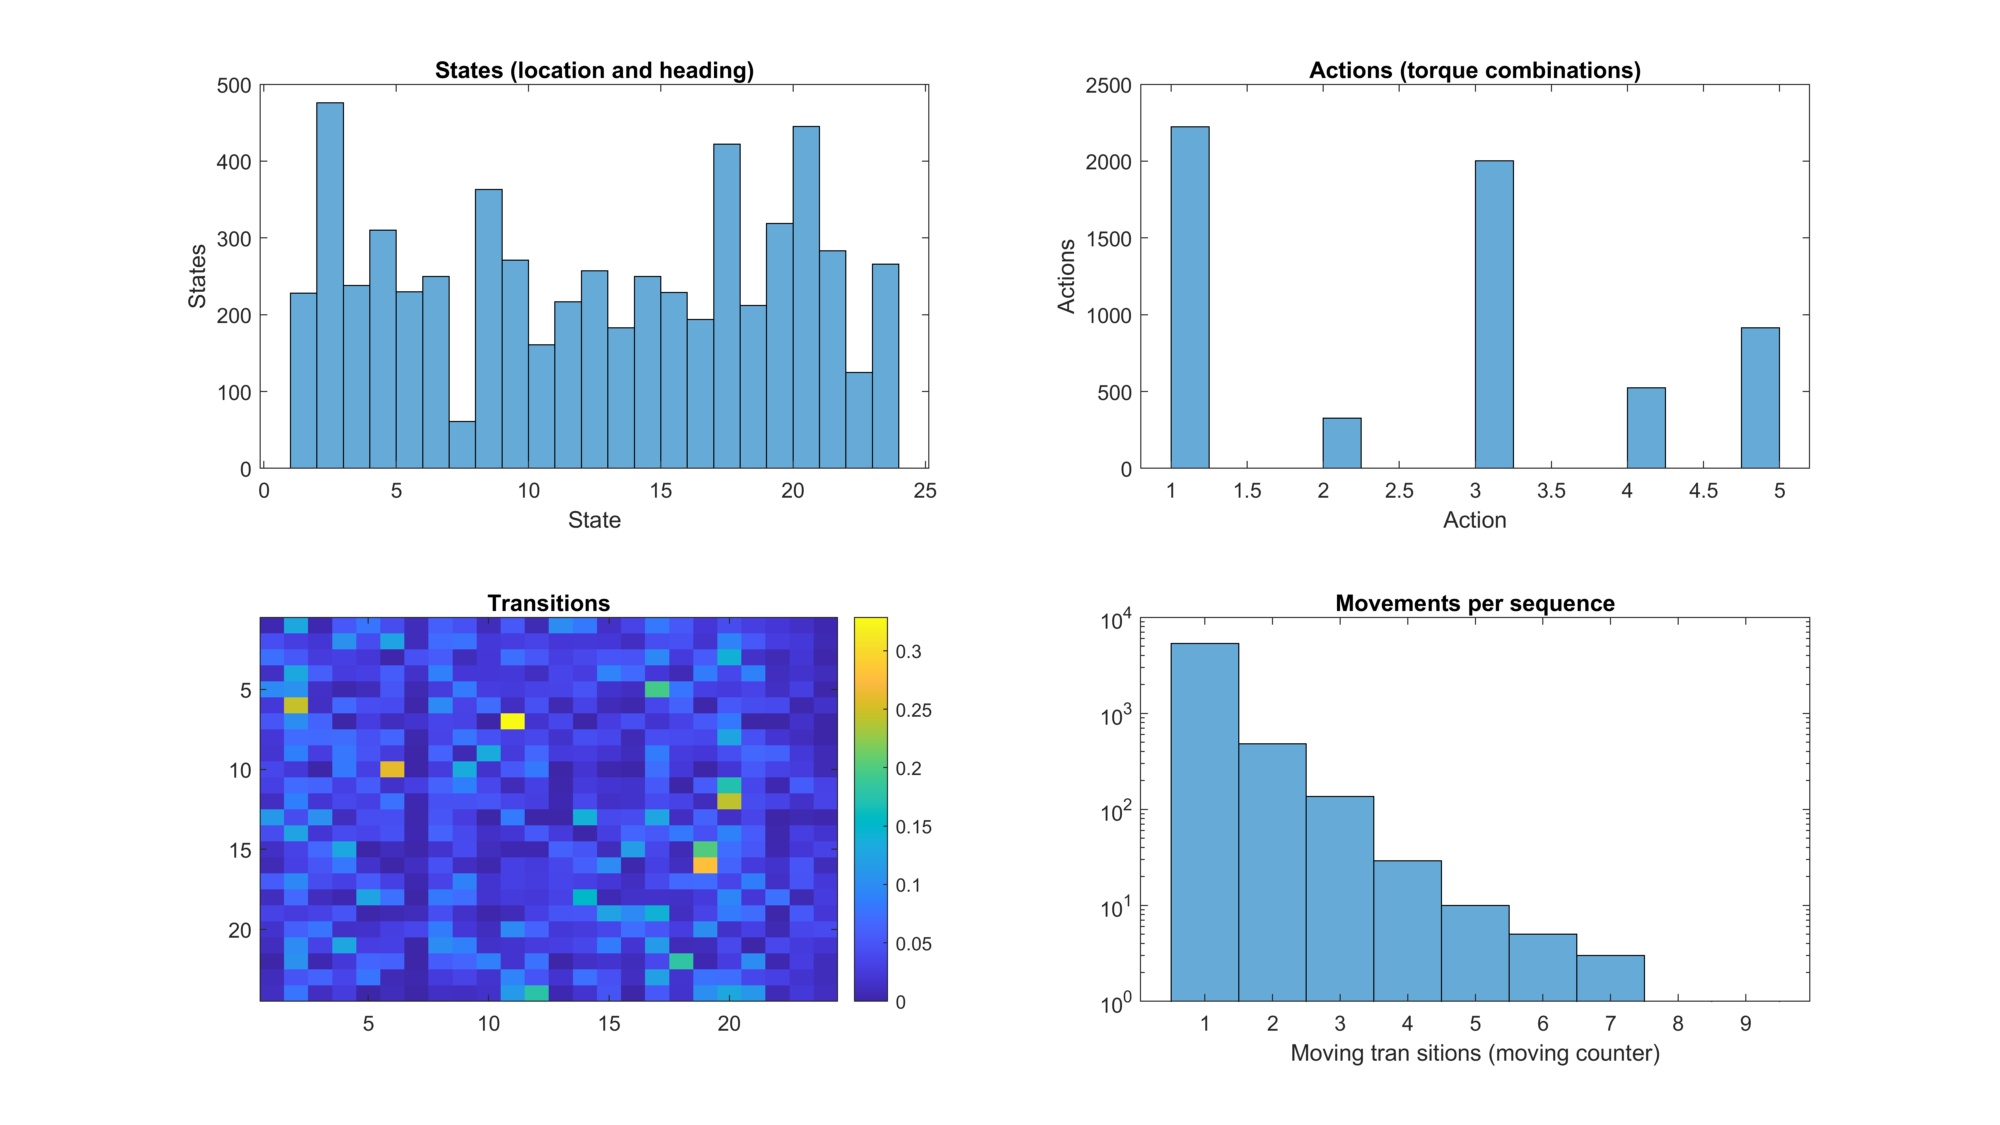 States (location and heading)
500
400
300
200
100
0
States
0 5 10 15 20 25
State
Actions (torque combinations)
2500
2000
1500
1000
500
0
Actions
1 1.5 2 2.5 3 3.5 4 4.5 5
Action
Transitions
5
10
15
20
5 10 15 20
0.3
0.25
0.2
0.15
0.1
0.05
0
Movements per sequence
10^4
10^3
10^2
10^1
10^0
1 2 3 4 5 6 7 8 9
Moving tran sitions (moving counter)